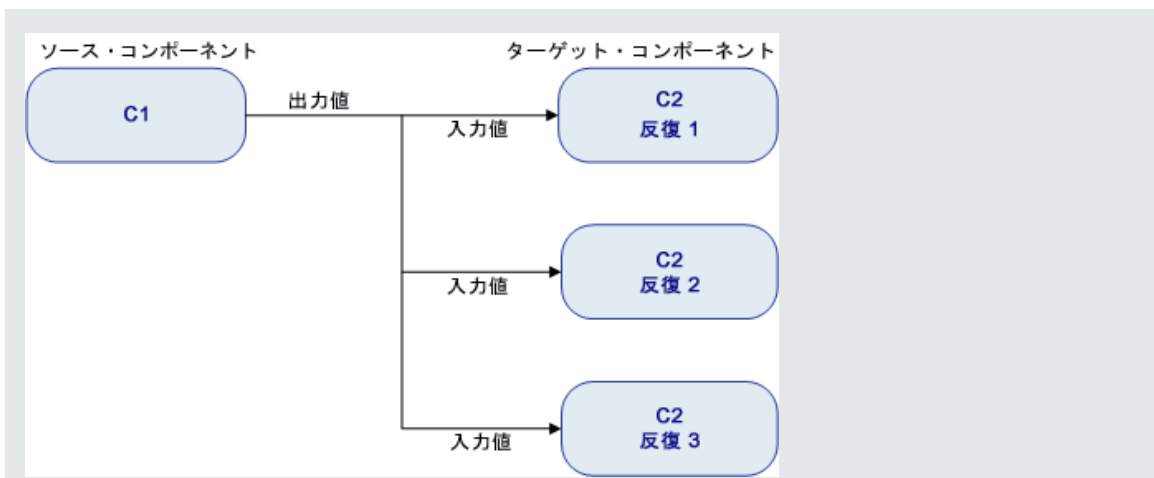 ソース・コンポーネント
ターゲット・コンポーネント
C1
出力値
入力値
C2
反復 1
入力値
C2
反復 2
入力値
C2
反復 3